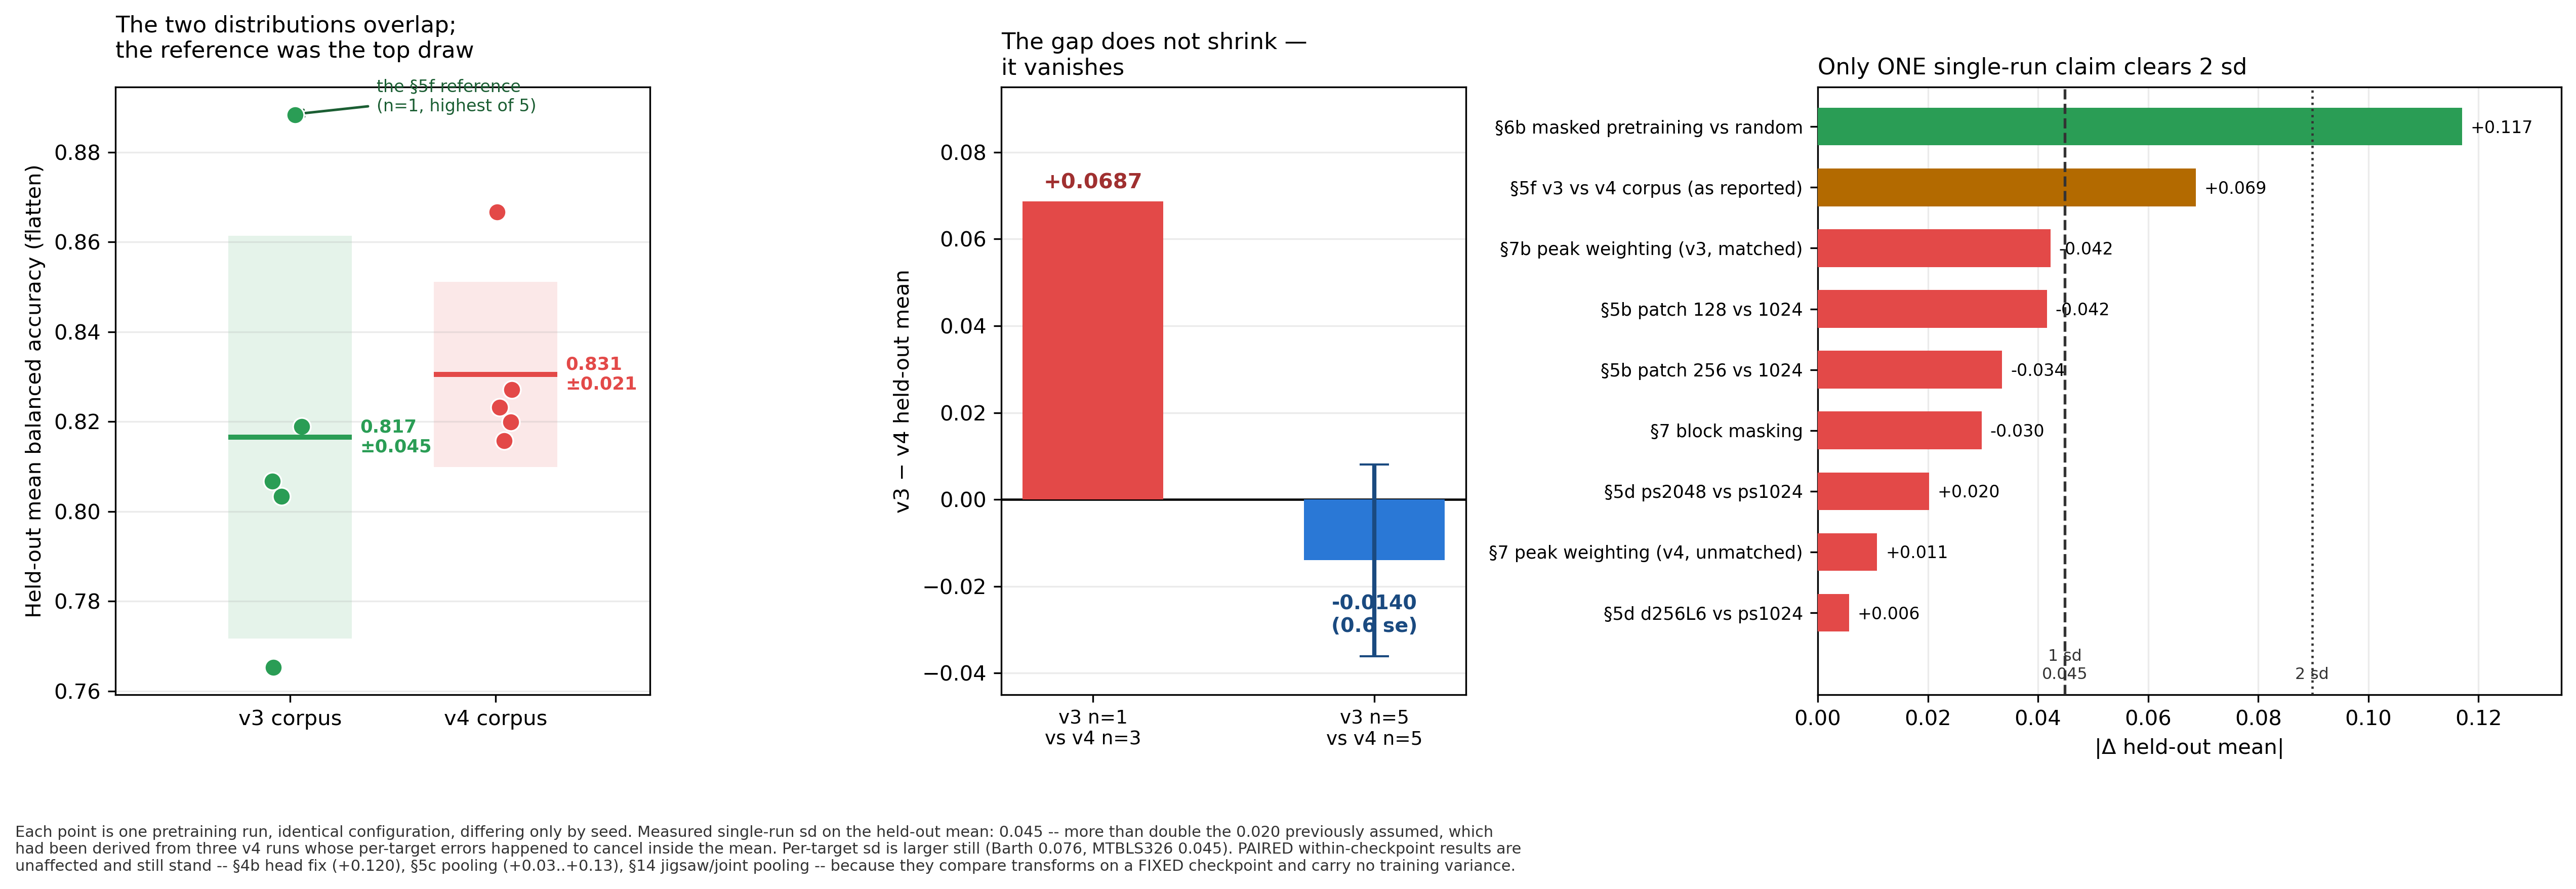 The two distributions overlap;
the reference was the top draw
the §5f reference
(n=1, highest of 5)
Held-out mean balanced accuracy (flatten)
0.88
0.86
0.84
0.82
0.80
0.78
0.76
0.817
±0.045
0.831
±0.021
v3 corpus
v4 corpus
The gap does not shrink —
it vanishes
v3 − v4 held-out mean
0.08
0.06
0.04
0.02
0.00
−0.02
−0.04
+0.0687
-0.0140
(0.6 se)
v3 n=1
vs v4 n=3
v3 n=5
vs v4 n=5
Only ONE single-run claim clears 2 sd
§6b masked pretraining vs random
+0.117
§5f v3 vs v4 corpus (as reported)
+0.069
§7b peak weighting (v3, matched)
-0.042
§5b patch 128 vs 1024
-0.042
§5b patch 256 vs 1024
-0.034
§7 block masking
-0.030
§5d ps2048 vs ps1024
+0.020
§7 peak weighting (v4, unmatched)
+0.011
§5d d256L6 vs ps1024
+0.006
1 sd
0.045
2 sd
0.00
0.02
0.04
0.06
0.08
0.10
0.12
|Δ held-out mean|
Each point is one pretraining run, identical configuration, differing only by seed. Measured single-run sd on the held-out mean: 0.045 -- more than double the 0.020 previously assumed, which
had been derived from three v4 runs whose per-target errors happened to cancel inside the mean. Per-target sd is larger still (Barth 0.076, MTBLS326 0.045). PAIRED within-checkpoint results are
unaffected and still stand -- §4b head fix (+0.120), §5c pooling (+0.03..+0.13), §14 jigsaw/joint pooling -- because they compare transforms on a FIXED checkpoint and carry no training variance.